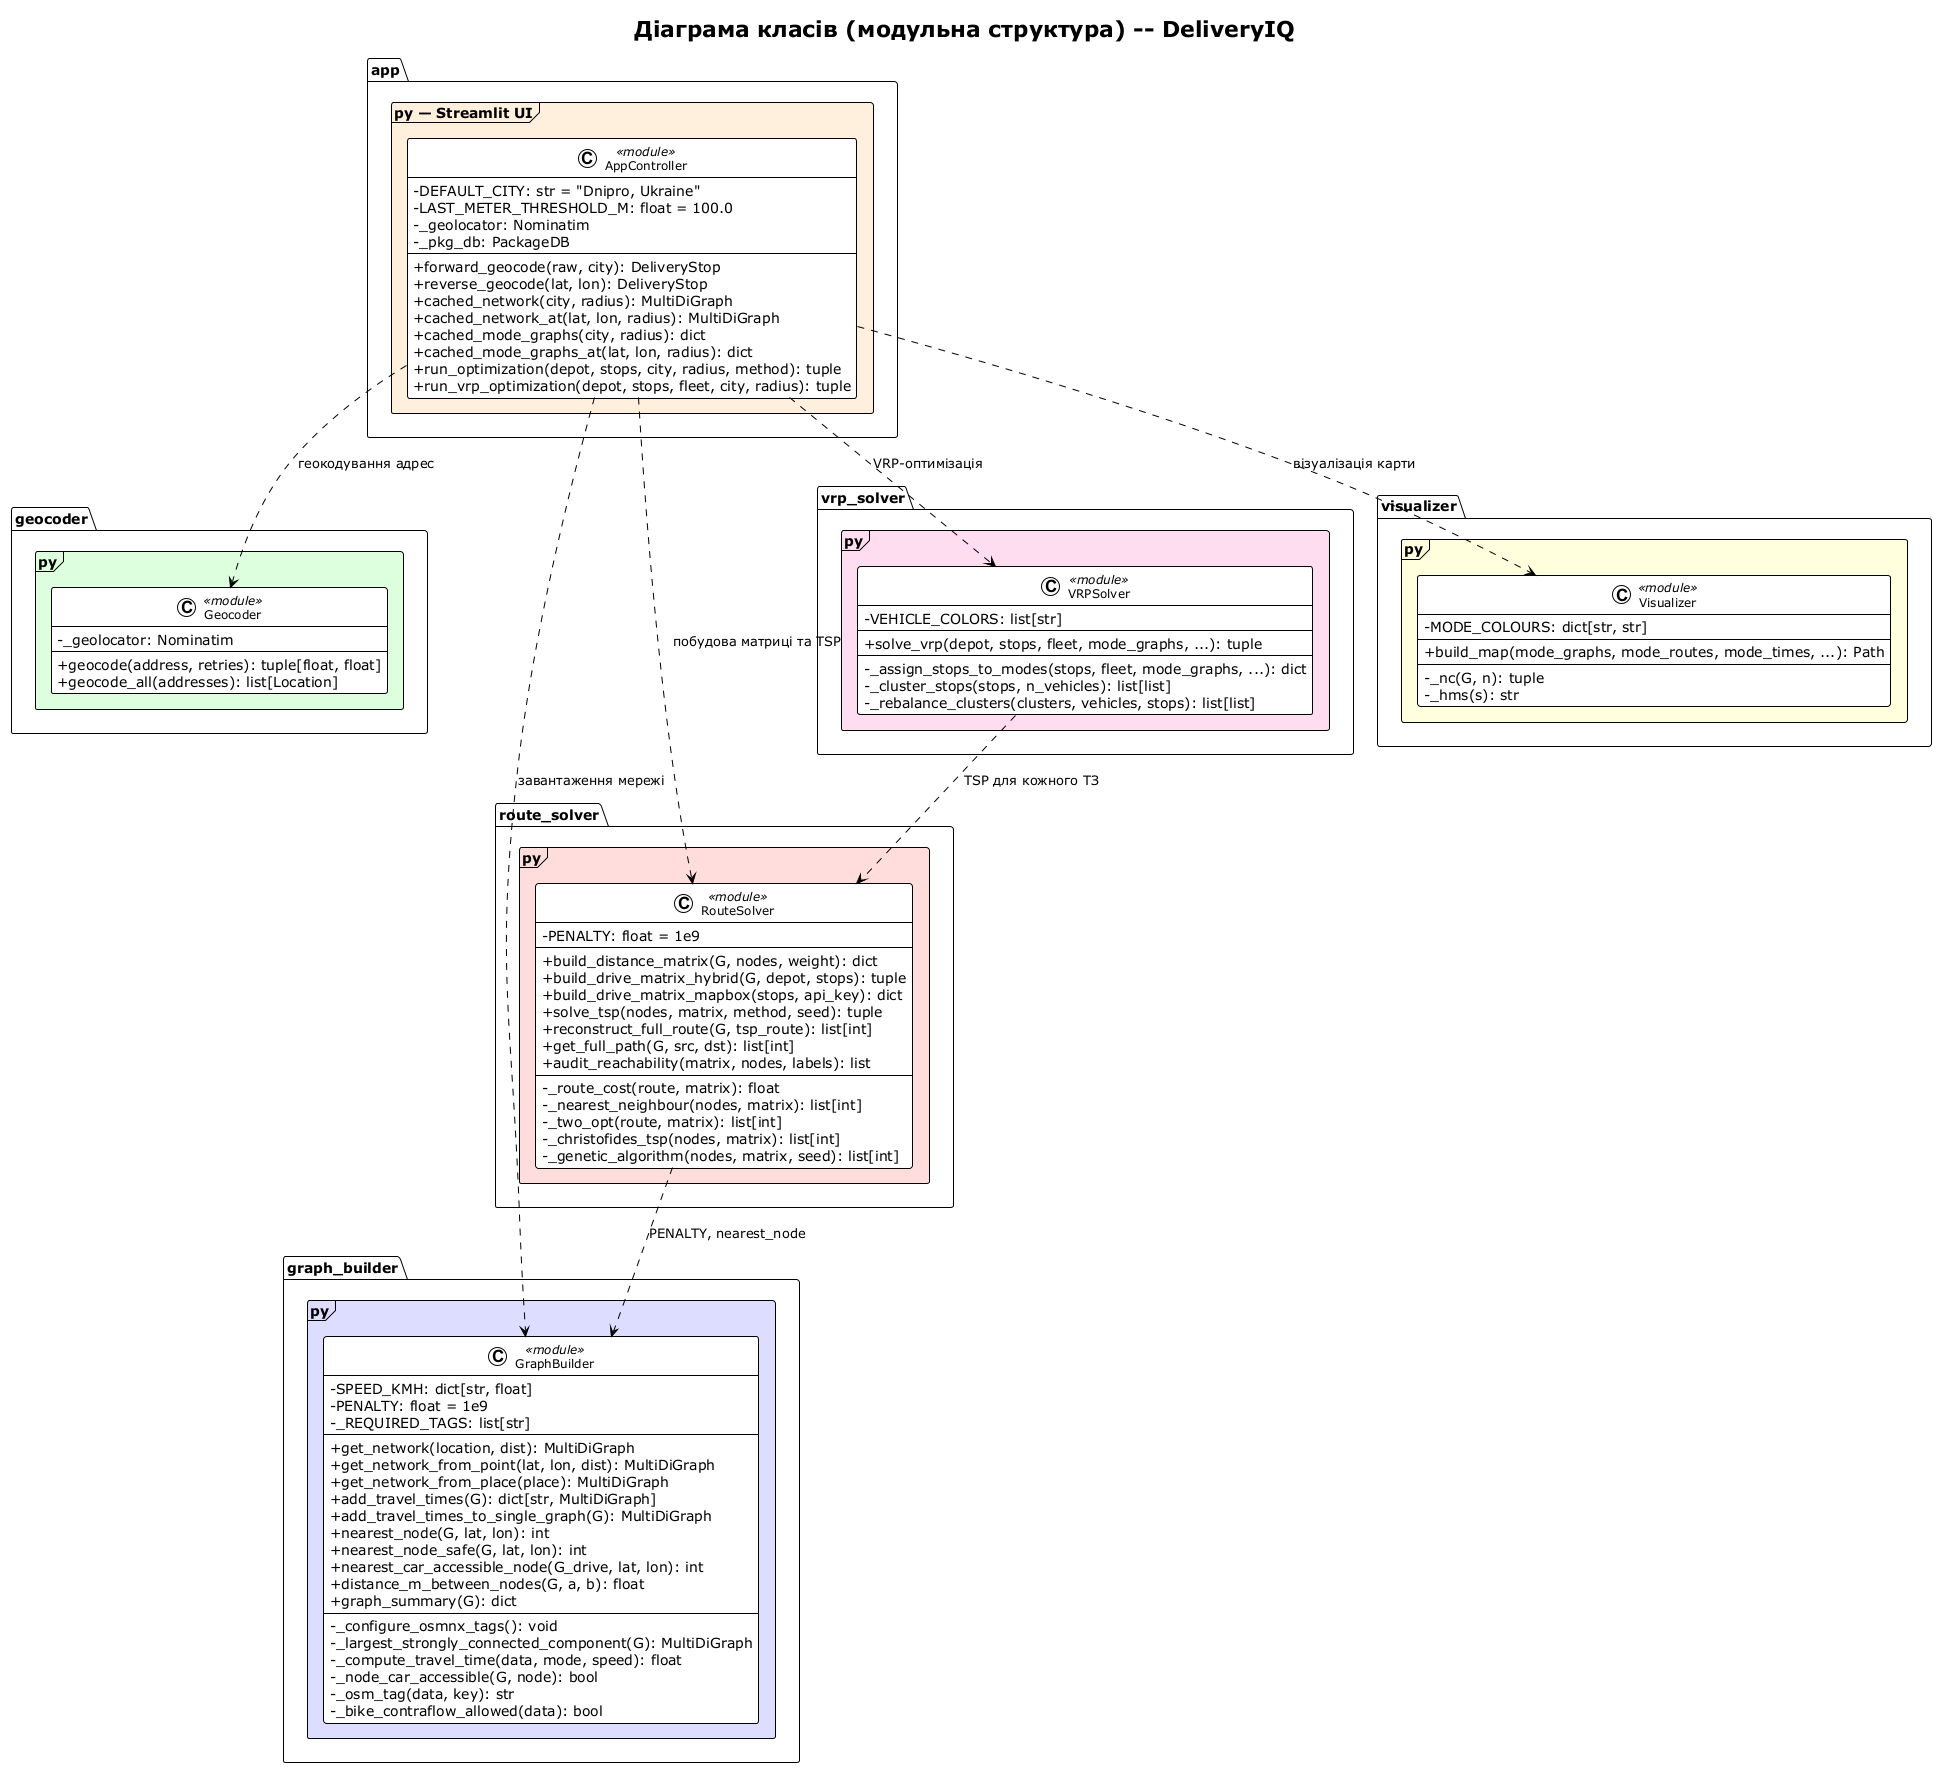 Діаграма класів (модульна структура) -- DeliveryIQ
app
py — Streamlit UI
C
«module»
AppController
-DEFAULT_CITY: str = "Dnipro, Ukraine"
-LAST_METER_THRESHOLD_M: float = 100.0
-_geolocator: Nominatim
-_pkg_db: PackageDB
+forward_geocode(raw, city): DeliveryStop
+reverse_geocode(lat, lon): DeliveryStop
+cached_network(city, radius): MultiDiGraph
+cached_network_at(lat, lon, radius): MultiDiGraph
+cached_mode_graphs(city, radius): dict
+cached_mode_graphs_at(lat, lon, radius): dict
+run_optimization(depot, stops, city, radius, method): tuple
+run_vrp_optimization(depot, stops, fleet, city, radius): tuple
геокодування адрес
VRP-оптимізація
візуалізація карти
geocoder
py
C
«module»
Geocoder
-_geolocator: Nominatim
+geocode(address, retries): tuple[float, float]
+geocode_all(addresses): list[Location]
vrp_solver
py
C
«module»
VRPSolver
-VEHICLE_COLORS: list[str]
+solve_vrp(depot, stops, fleet, mode_graphs, ...): tuple
-_assign_stops_to_modes(stops, fleet, mode_graphs, ...): dict
-_cluster_stops(stops, n_vehicles): list[list]
-_rebalance_clusters(clusters, vehicles, stops): list[list]
visualizer
py
C
«module»
Visualizer
-MODE_COLOURS: dict[str, str]
+build_map(mode_graphs, mode_routes, mode_times, ...): Path
-_nc(G, n): tuple
-_hms(s): str
побудова матриці та TSP
завантаження мережі
TSP для кожного ТЗ
route_solver
py
C
«module»
RouteSolver
-PENALTY: float = 1e9
+build_distance_matrix(G, nodes, weight): dict
+build_drive_matrix_hybrid(G, depot, stops): tuple
+build_drive_matrix_mapbox(stops, api_key): dict
+solve_tsp(nodes, matrix, method, seed): tuple
+reconstruct_full_route(G, tsp_route): list[int]
+get_full_path(G, src, dst): list[int]
+audit_reachability(matrix, nodes, labels): list
-_route_cost(route, matrix): float
-_nearest_neighbour(nodes, matrix): list[int]
-_two_opt(route, matrix): list[int]
-_christofides_tsp(nodes, matrix): list[int]
-_genetic_algorithm(nodes, matrix, seed): list[int]
PENALTY, nearest_node
graph_builder
py
C
«module»
GraphBuilder
-SPEED_KMH: dict[str, float]
-PENALTY: float = 1e9
-_REQUIRED_TAGS: list[str]
+get_network(location, dist): MultiDiGraph
+get_network_from_point(lat, lon, dist): MultiDiGraph
+get_network_from_place(place): MultiDiGraph
+add_travel_times(G): dict[str, MultiDiGraph]
+add_travel_times_to_single_graph(G): MultiDiGraph
+nearest_node(G, lat, lon): int
+nearest_node_safe(G, lat, lon): int
+nearest_car_accessible_node(G_drive, lat, lon): int
+distance_m_between_nodes(G, a, b): float
+graph_summary(G): dict
-_configure_osmnx_tags(): void
-_largest_strongly_connected_component(G): MultiDiGraph
-_compute_travel_time(data, mode, speed): float
-_node_car_accessible(G, node): bool
-_osm_tag(data, key): str
-_bike_contraflow_allowed(data): bool